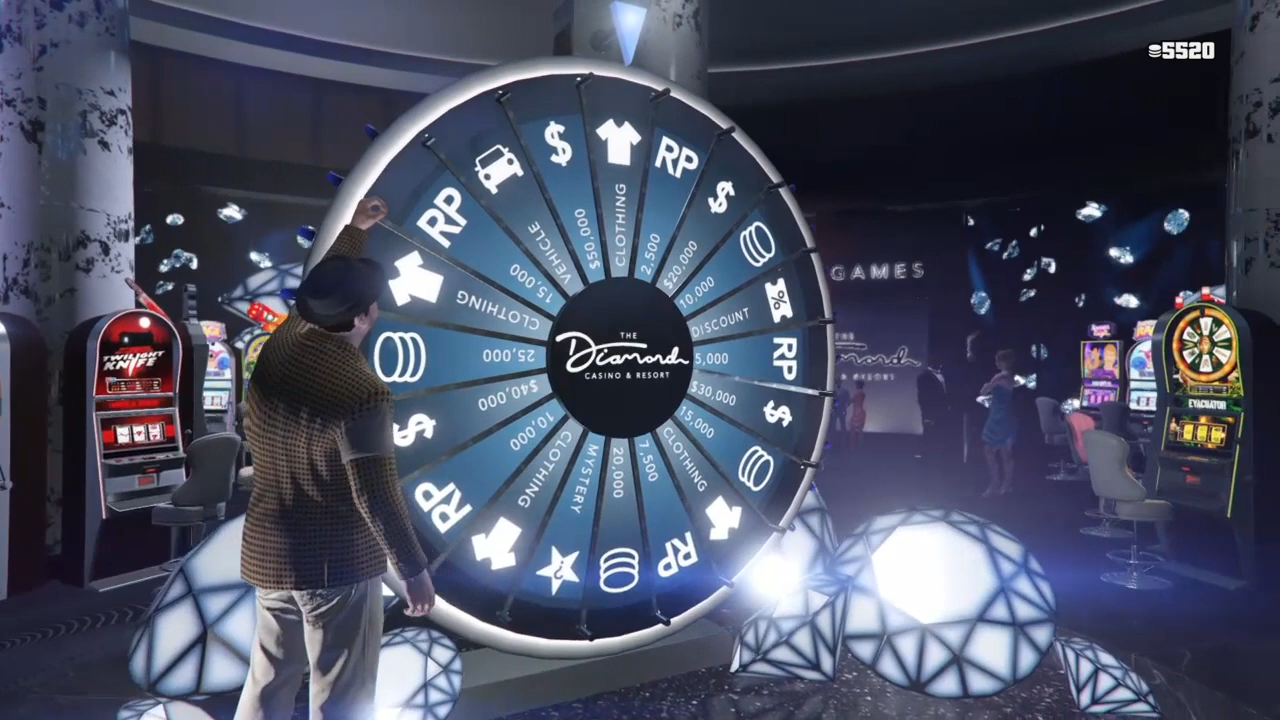 5520
$
RP
$
RP
CLOTHING
2,500
$20,000
10,000
DISCOUNT
%
RP
5,000
$30,000
$
15,000
CLOTHING
7,500
RP
20,000
MYSTERY
?
CLOTHING
10,000
RP
$40,000
$
25,000
CLOTHING
15,000
VEHICLE
$50,000
THE
Diamond
CASINO & RESORT
GAMES
THE
Diamond
TWILIGHT
KNIFE
EVACUATOR